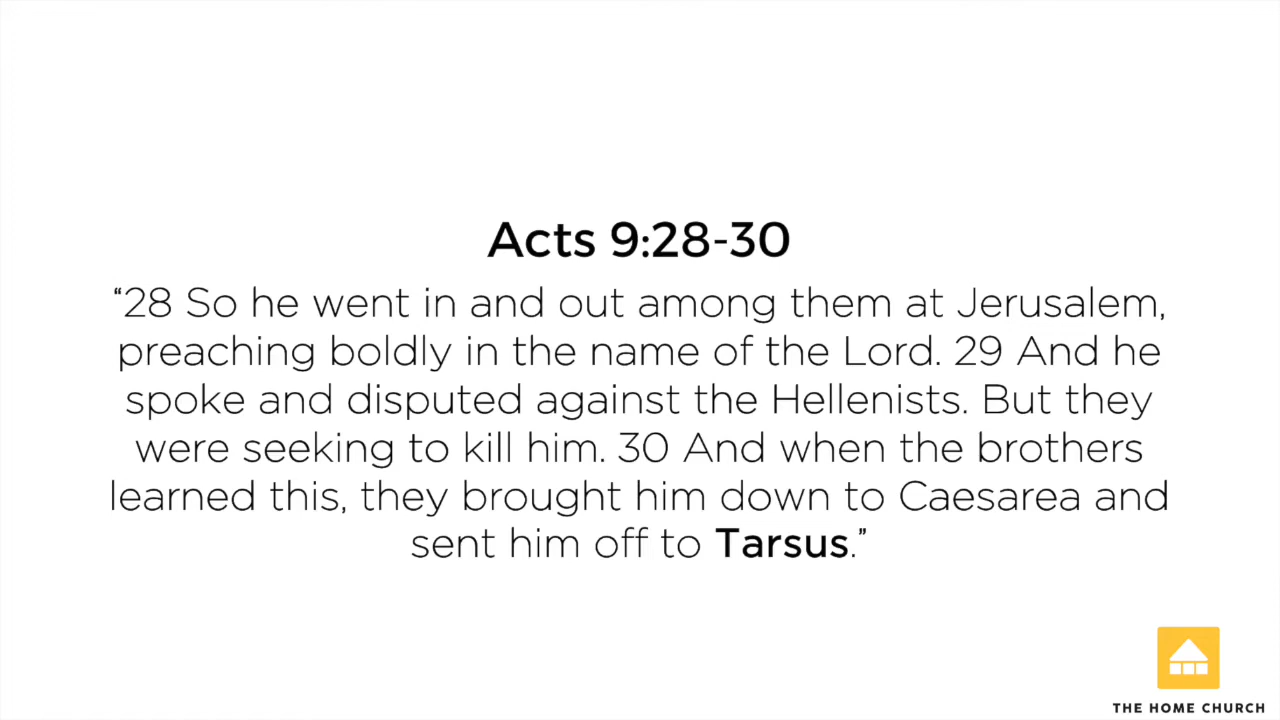 Acts 9:28-30
“28 So he went in and out among them at Jerusalem,
preaching boldly in the name of the Lord. 29 And he
spoke and disputed against the Hellenists. But they
were seeking to kill him. 30 And when the brothers
learned this, they brought him down to Caesarea and
sent him off to Tarsus.”
THE HOME CHURCH